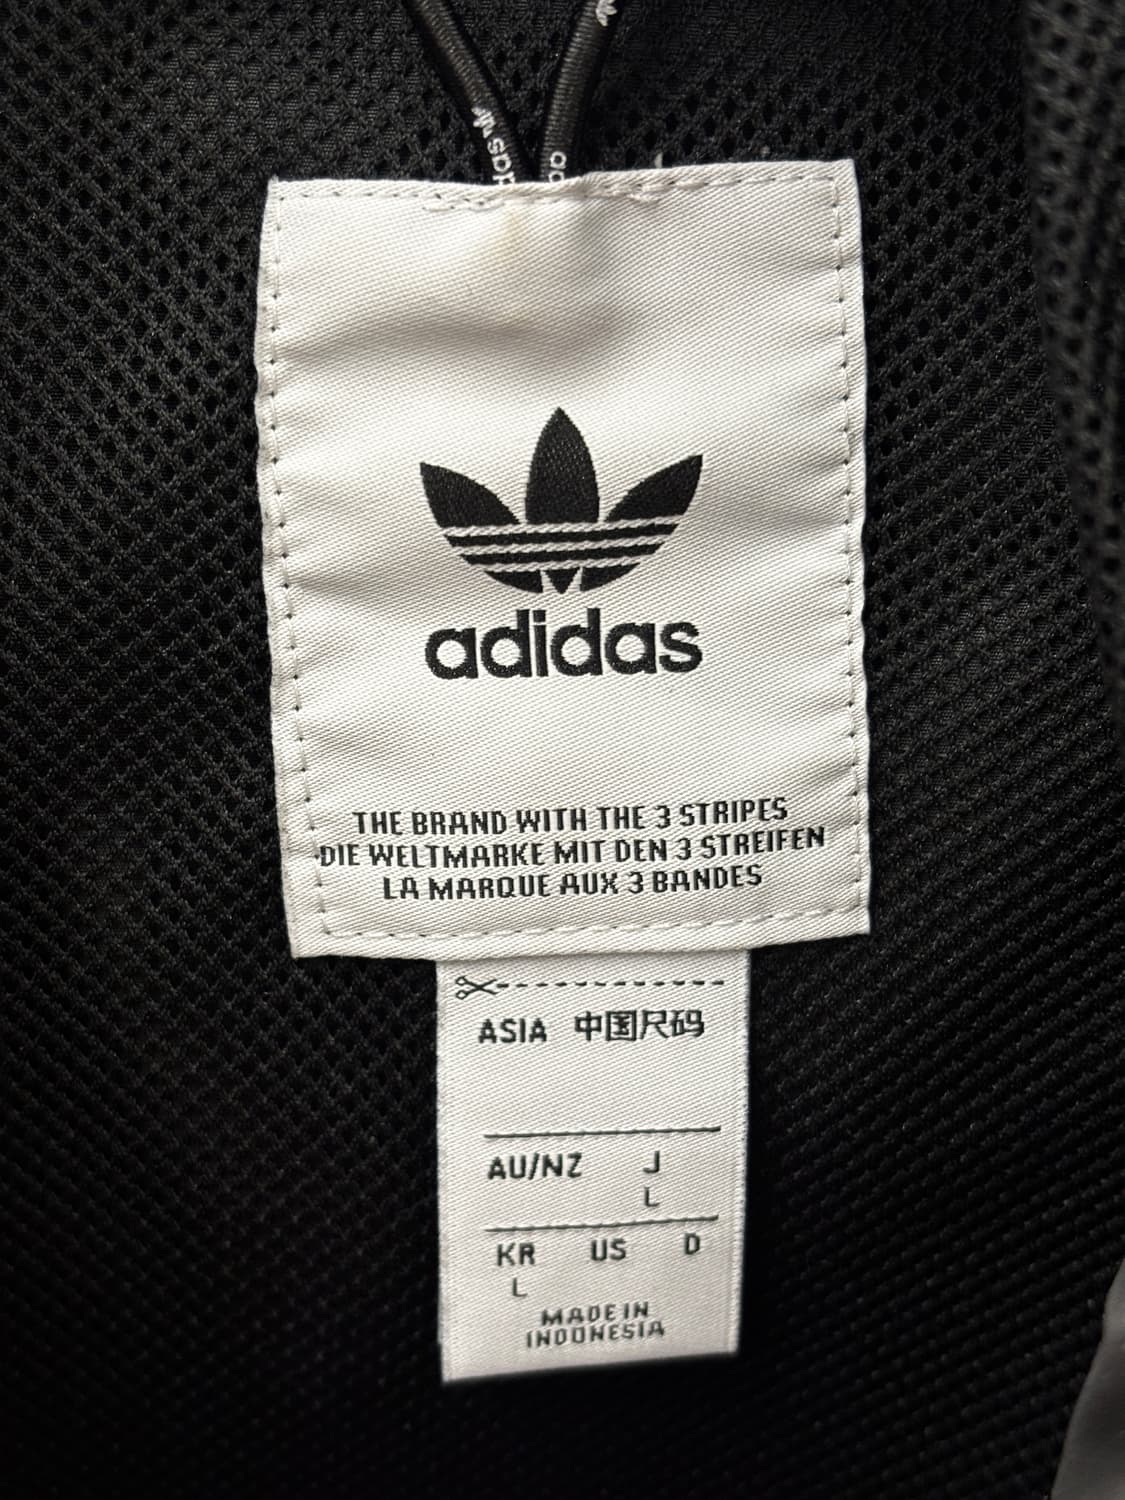 adidas
THE BRAND WITH THE 3 STRIPES
DIE WELTMARKE MIT DEN 3 STREIFEN
LA MARQUE AUX 3 BANDES
ASIA 中国尺码
AU/NZ J
L
KR US D
L
MADE IN
INDONESIA